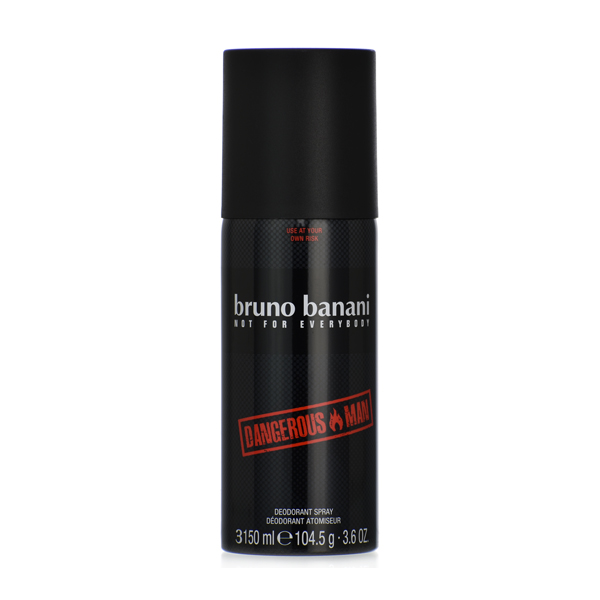 USE AT YOUR
OWN RISK
bruno banani
NOT FOR EVERYBODY
DANGEROUS MAN
DEODORANT SPRAY
DÉODORANT ATOMISEUR
3150 ml ℮ 104.5 g · 3.6 OZ.